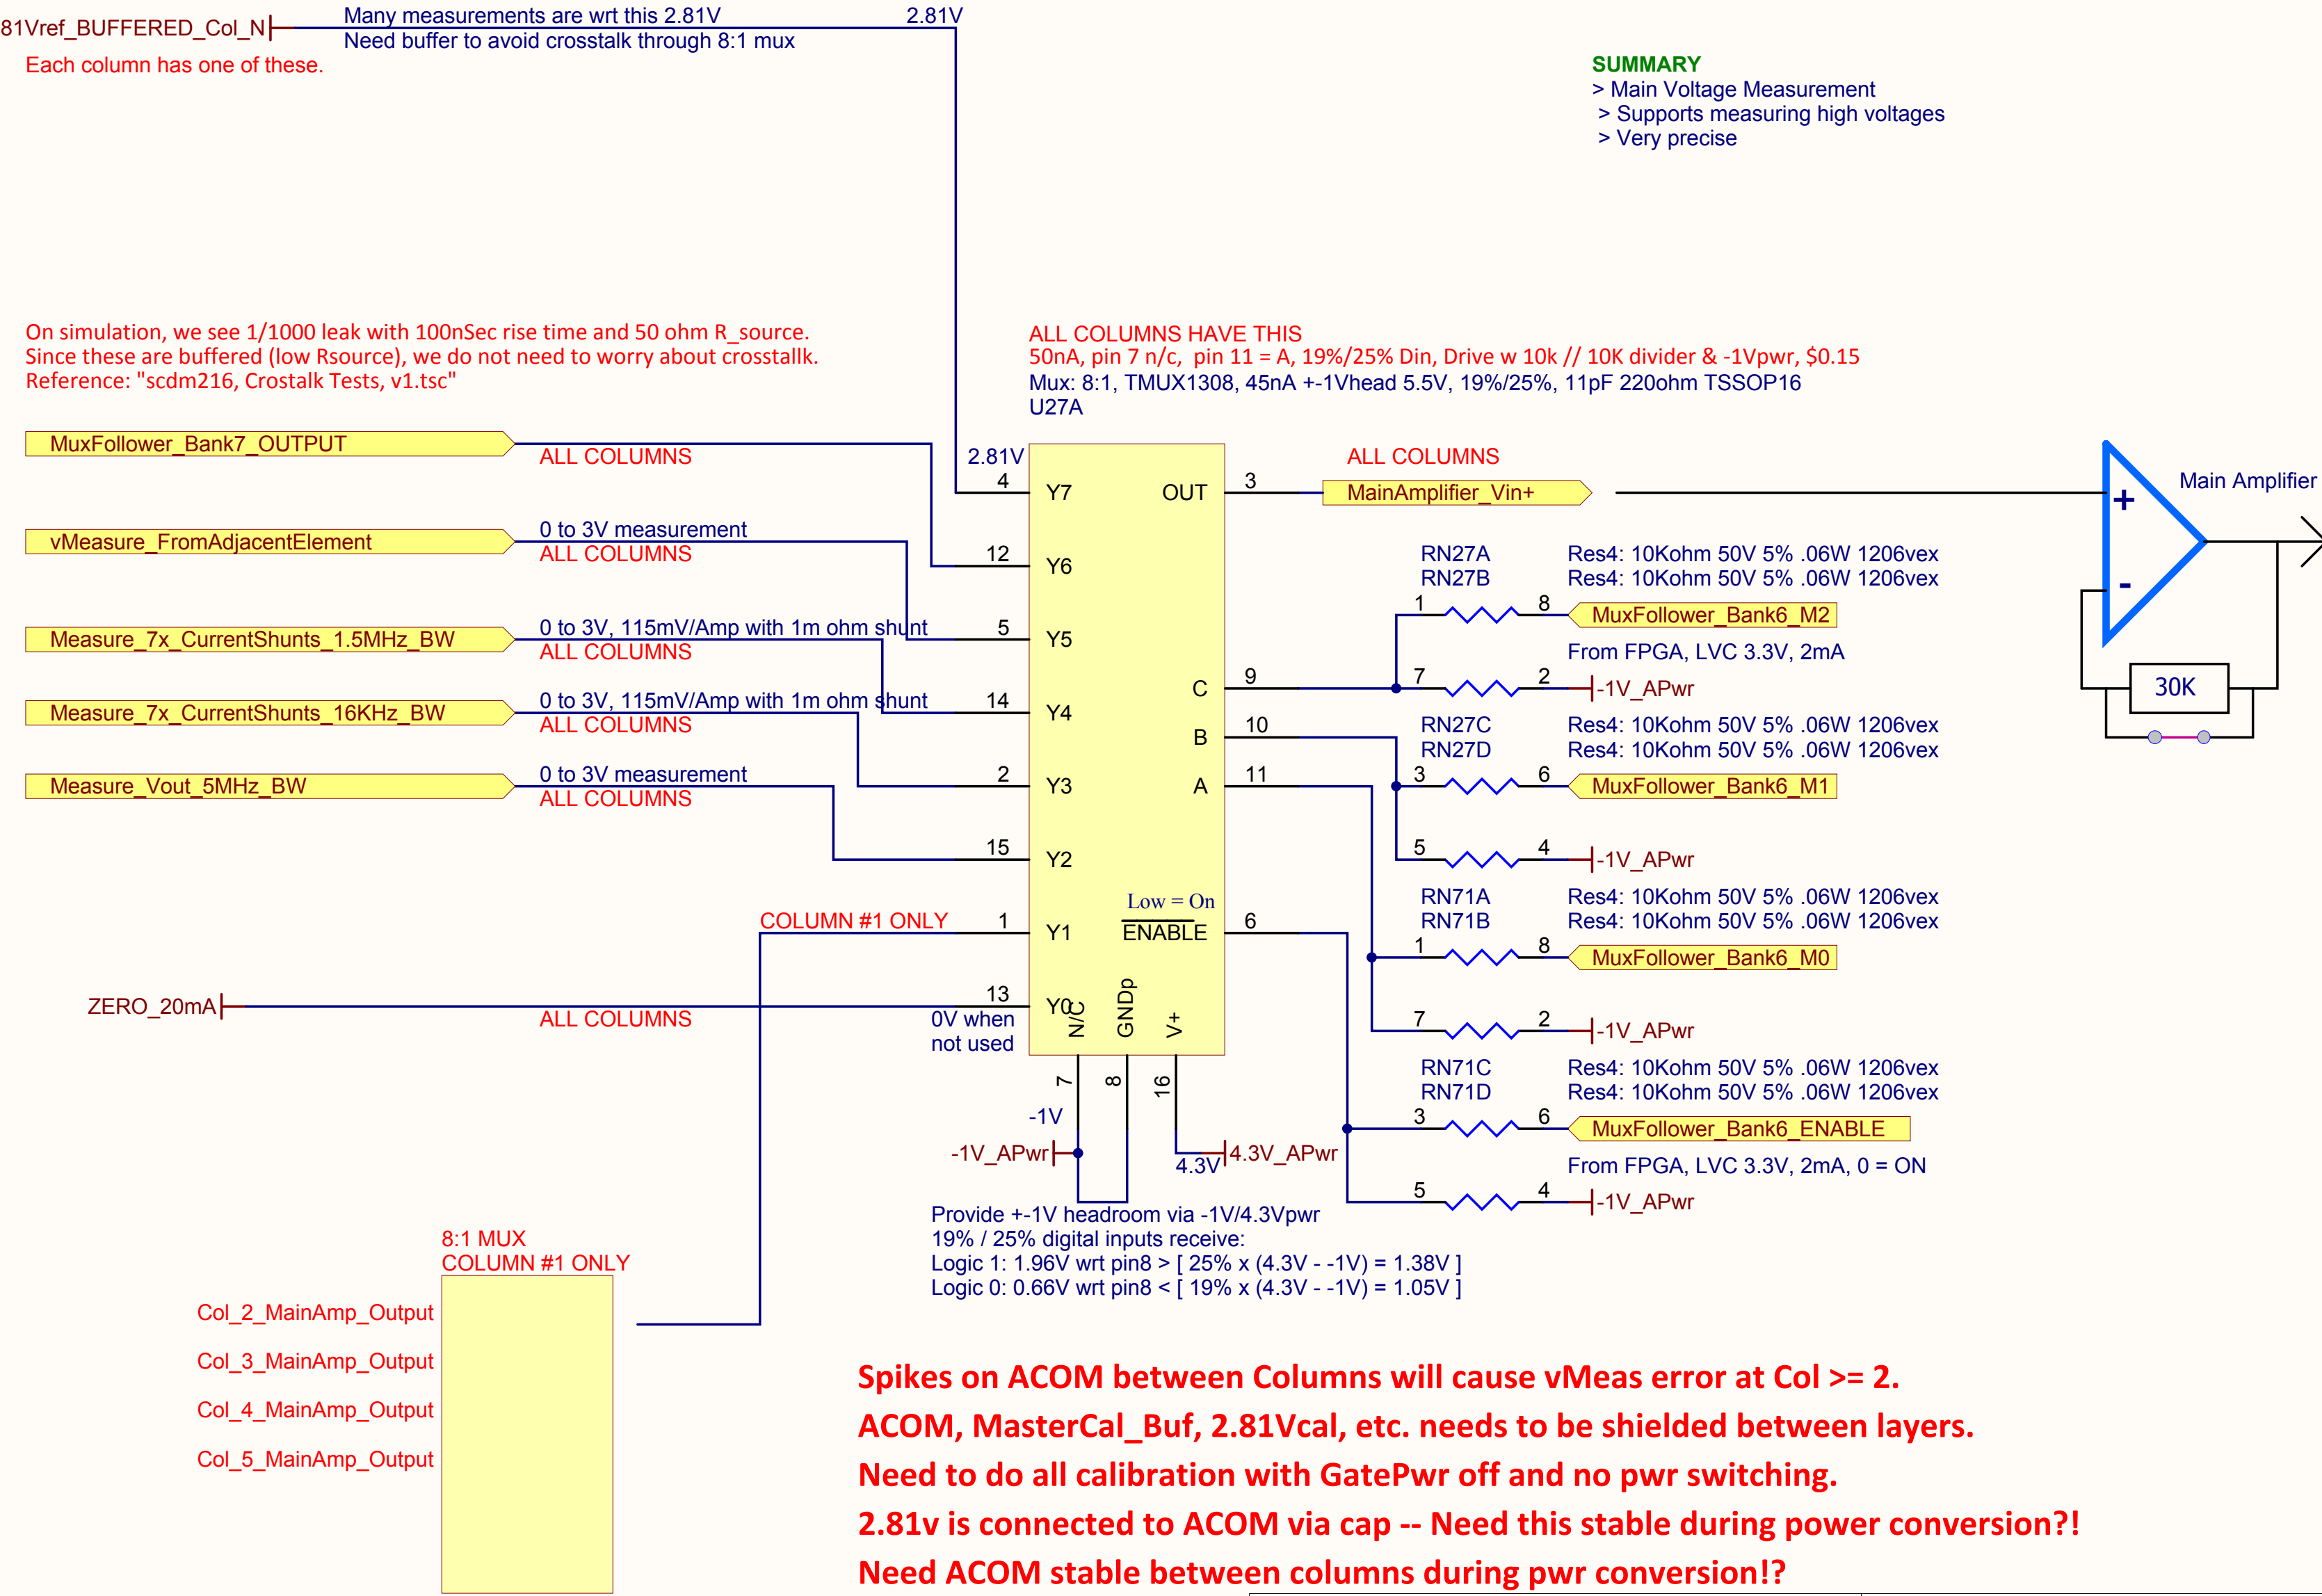 Many measurements are wrt this 2.81V
2.81V
81Vref_BUFFERED_Col_N
Need buffer to avoid crosstalk through 8:1 mux
Each column has one of these.
SUMMARY
> Main Voltage Measurement
> Supports measuring high voltages
> Very precise
On simulation, we see 1/1000 leak with 100nSec rise time and 50 ohm R_source.
Since these are buffered (low Rsource), we do not need to worry about crosstallk.
Reference: "scdm216, Crostalk Tests, v1.tsc"
ALL COLUMNS HAVE THIS
50nA, pin 7 n/c, pin 11 = A, 19%/25% Din, Drive w 10k // 10K divider & -1Vpwr, $0.15
Mux: 8:1, TMUX1308, 45nA +-1Vhead 5.5V, 19%/25%, 11pF 220ohm TSSOP16
U27A
MuxFollower_Bank7_OUTPUT
ALL COLUMNS
vMeasure_FromAdjacentElement
0 to 3V measurement
ALL COLUMNS
Measure_7x_CurrentShunts_1.5MHz_BW
0 to 3V, 115mV/Amp with 1m ohm shunt
ALL COLUMNS
Measure_7x_CurrentShunts_16KHz_BW
0 to 3V, 115mV/Amp with 1m ohm shunt
ALL COLUMNS
Measure_Vout_5MHz_BW
0 to 3V measurement
ALL COLUMNS
COLUMN #1 ONLY
ZERO_20mA
ALL COLUMNS
2.81V
4 Y7
12 Y6
5 Y5
14 Y4
2 Y3
15 Y2
1 Y1
13 Y0
0V when
not used
OUT 3
C 9
B 10
A 11
Low = On
ENABLE 6
N/C
GNDp
V+
7
8
16
-1V
-1V_APwr
4.3V
4.3V_APwr
ALL COLUMNS
MainAmplifier_Vin+
Main Amplifier
+
-
30K
RN27A Res4: 10Kohm 50V 5% .06W 1206vex
RN27B Res4: 10Kohm 50V 5% .06W 1206vex
1 8 MuxFollower_Bank6_M2
From FPGA, LVC 3.3V, 2mA
7 2 -1V_APwr
RN27C Res4: 10Kohm 50V 5% .06W 1206vex
RN27D Res4: 10Kohm 50V 5% .06W 1206vex
3 6 MuxFollower_Bank6_M1
5 4 -1V_APwr
RN71A Res4: 10Kohm 50V 5% .06W 1206vex
RN71B Res4: 10Kohm 50V 5% .06W 1206vex
1 8 MuxFollower_Bank6_M0
7 2 -1V_APwr
RN71C Res4: 10Kohm 50V 5% .06W 1206vex
RN71D Res4: 10Kohm 50V 5% .06W 1206vex
3 6 MuxFollower_Bank6_ENABLE
From FPGA, LVC 3.3V, 2mA, 0 = ON
5 4 -1V_APwr
Provide +-1V headroom via -1V/4.3Vpwr
19% / 25% digital inputs receive:
Logic 1: 1.96V wrt pin8 > [ 25% x (4.3V - -1V) = 1.38V ]
Logic 0: 0.66V wrt pin8 < [ 19% x (4.3V - -1V) = 1.05V ]
8:1 MUX
COLUMN #1 ONLY
Col_2_MainAmp_Output
Col_3_MainAmp_Output
Col_4_MainAmp_Output
Col_5_MainAmp_Output
Spikes on ACOM between Columns will cause vMeas error at Col >= 2.
ACOM, MasterCal_Buf, 2.81Vcal, etc. needs to be shielded between layers.
Need to do all calibration with GatePwr off and no pwr switching.
2.81v is connected to ACOM via cap -- Need this stable during power conversion?!
Need ACOM stable between columns during pwr conversion!?